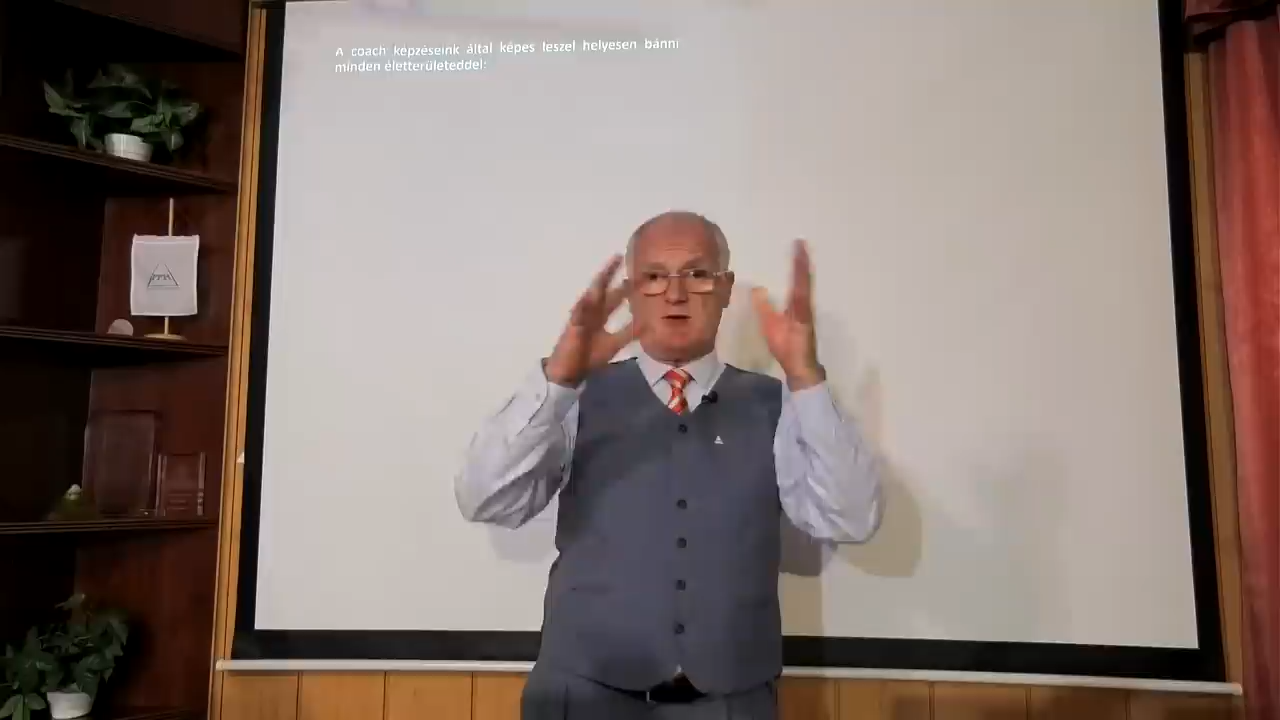 A coach képzéseink által képes leszel helyesen bánni
minden életterületeddel: